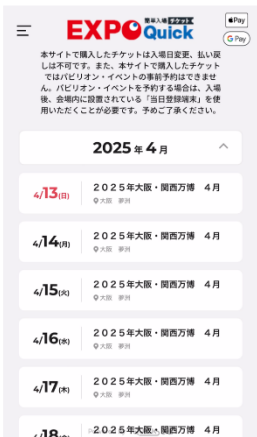 簡単入場 チケット
EXPO Quick
Pay
G Pay
本サイトで購入したチケットは入場日変更、払い戻
しは不可です。また、本サイトで購入したチケット
ではパビリオン・イベントの事前予約はできませ
ん。パビリオン・イベントを予約する場合は、入場
後、会場内に設置されている「当日登録端末」を使
用いただくことが必要です。予めご了承ください。
2025 年 4 月
4/13(日) 2025年大阪・関西万博 4月
大阪 夢洲
4/14(月) 2025年大阪・関西万博 4月
大阪 夢洲
4/15(火) 2025年大阪・関西万博 4月
大阪 夢洲
4/16(水) 2025年大阪・関西万博 4月
大阪 夢洲
4/17(木) 2025年大阪・関西万博 4月
大阪 夢洲
4/18 2025年大阪・関西万博 4月